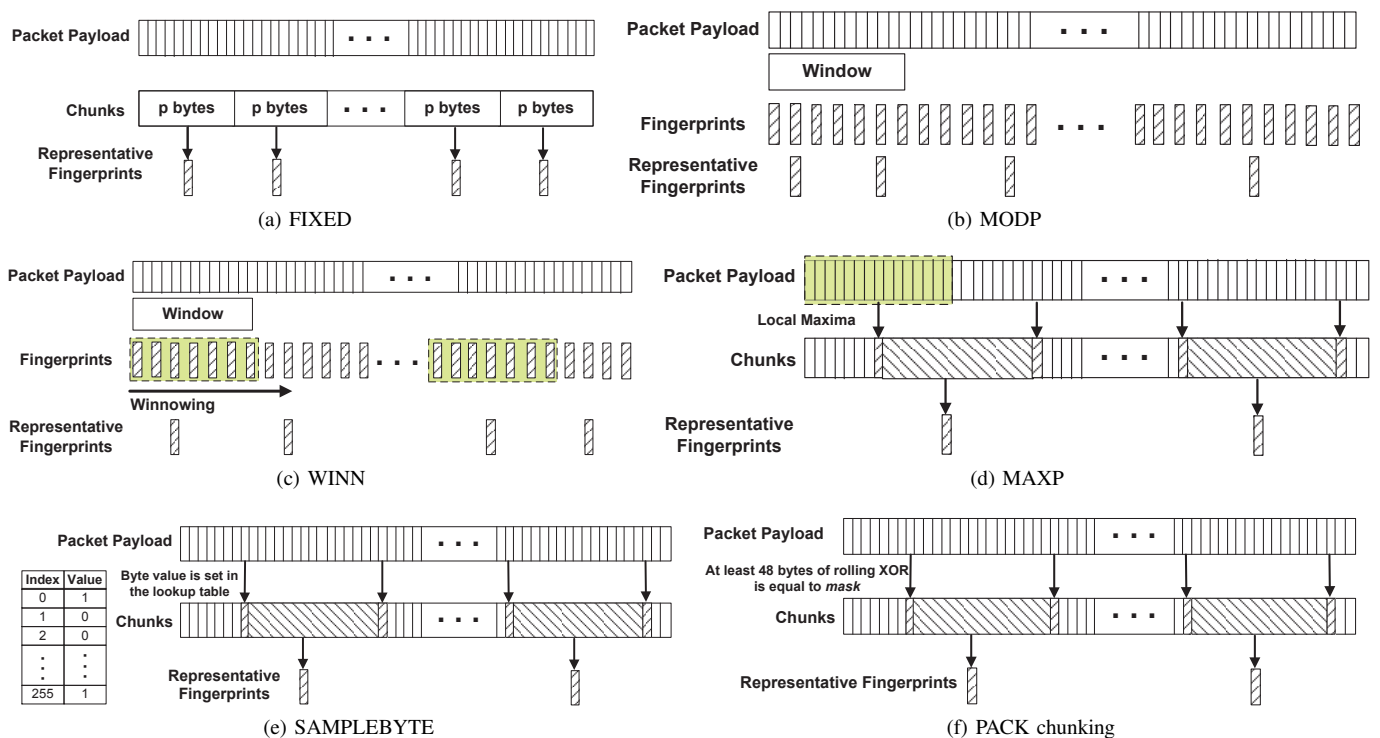 Packet Payload
. . .
Chunks
p bytes p bytes . . . p bytes p bytes
Representative
Fingerprints
(a) FIXED
Packet Payload
. . .
Window
Fingerprints
. . .
Representative
Fingerprints
(b) MODP
Packet Payload
. . .
Window
Fingerprints
. . .
Winnowing
Representative
Fingerprints
(c) WINN
Packet Payload
. . .
Local Maxima
Chunks
. . .
Representative
Fingerprints
(d) MAXP
Packet Payload
. . .
Index Value
0 1
1 0
2 0
. .
. .
. .
255 1
Byte value is set in
the lookup table
Chunks
. . .
Representative
Fingerprints
(e) SAMPLEBYTE
Packet Payload
. . .
At least 48 bytes of rolling XOR
is equal to mask
Chunks
. . .
Representative Fingerprints
(f) PACK chunking